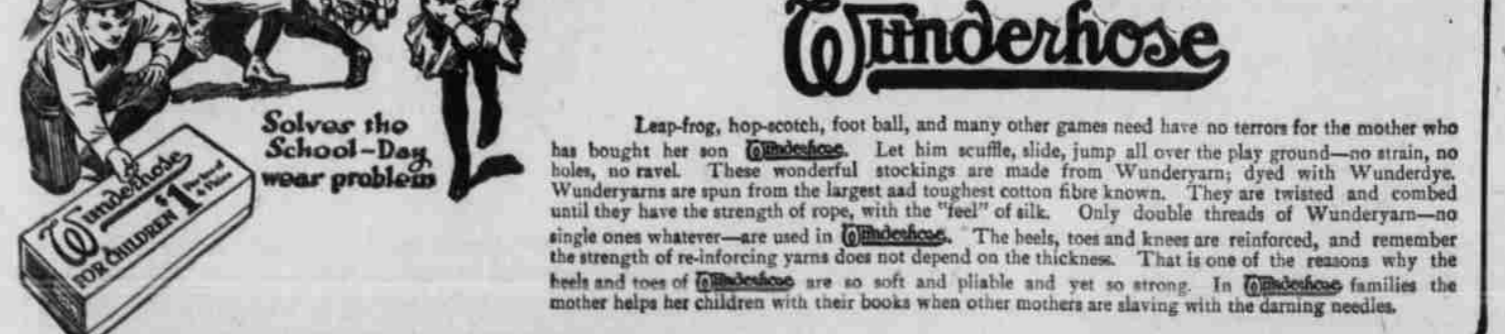 Wunderhose
Solves the
School-Day
wear problem
Wunderhose
$1 Per box of
4 Pairs
FOR CHILDREN
Leap-frog, hop-scotch, foot ball, and many other games need have no terrors for the mother who
has bought her son Wunderhose. Let him scuffle, slide, jump all over the play ground—no strain, no
holes, no ravel. These wonderful stockings are made from Wunderyarn; dyed with Wunderdye.
Wunderyarns are spun from the largest aad toughest cotton fibre known. They are twisted and combed
until they have the strength of rope, with the "feel" of silk. Only double threads of Wunderyarn—no
single ones whatever—are used in Wunderhose. The heels, toes and knees are reinforced, and remember
the strength of re-inforcing yarns does not depend on the thickness. That is one of the reasons why the
heels and toes of Wunderhose are so soft and pliable and yet so strong. In Wunderhose families the
mother helps her children with their books when other mothers are slaving with the darning needles.